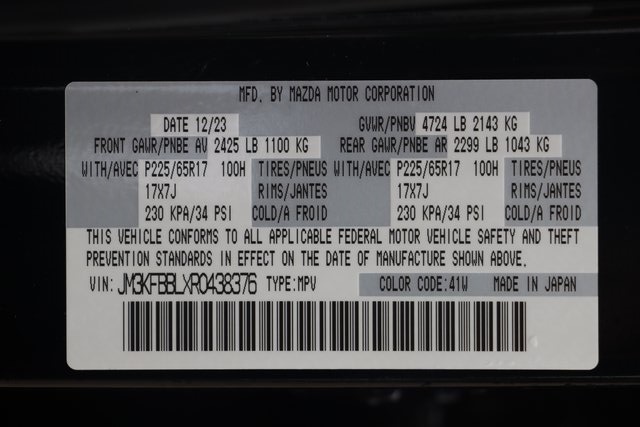 MFD. BY MAZDA MOTOR CORPORATION
DATE 12/23 GVWR/PNBV 4724 LB 2143 KG
FRONT GAWR/PNBE AV 2425 LB 1100 KG REAR GAWR/PNBE AR 2299 LB 1043 KG
WITH/AVEC P225/65R17 100H TIRES/PNEUS WITH/AVEC P225/65R17 100H TIRES/PNEUS
17X7J RIMS/JANTES 17X7J RIMS/JANTES
230 KPA/34 PSI COLD/A FROID 230 KPA/34 PSI COLD/A FROID
THIS VEHICLE CONFORMS TO ALL APPLICABLE FEDERAL MOTOR VEHICLE SAFETY AND THEFT
PREVENTION STANDARDS IN EFFECT ON THE DATE OF MANUFACTURE SHOWN ABOVE.
VIN: JM3KFBBLXR0438376 TYPE:MPV COLOR CODE:41W MADE IN JAPAN